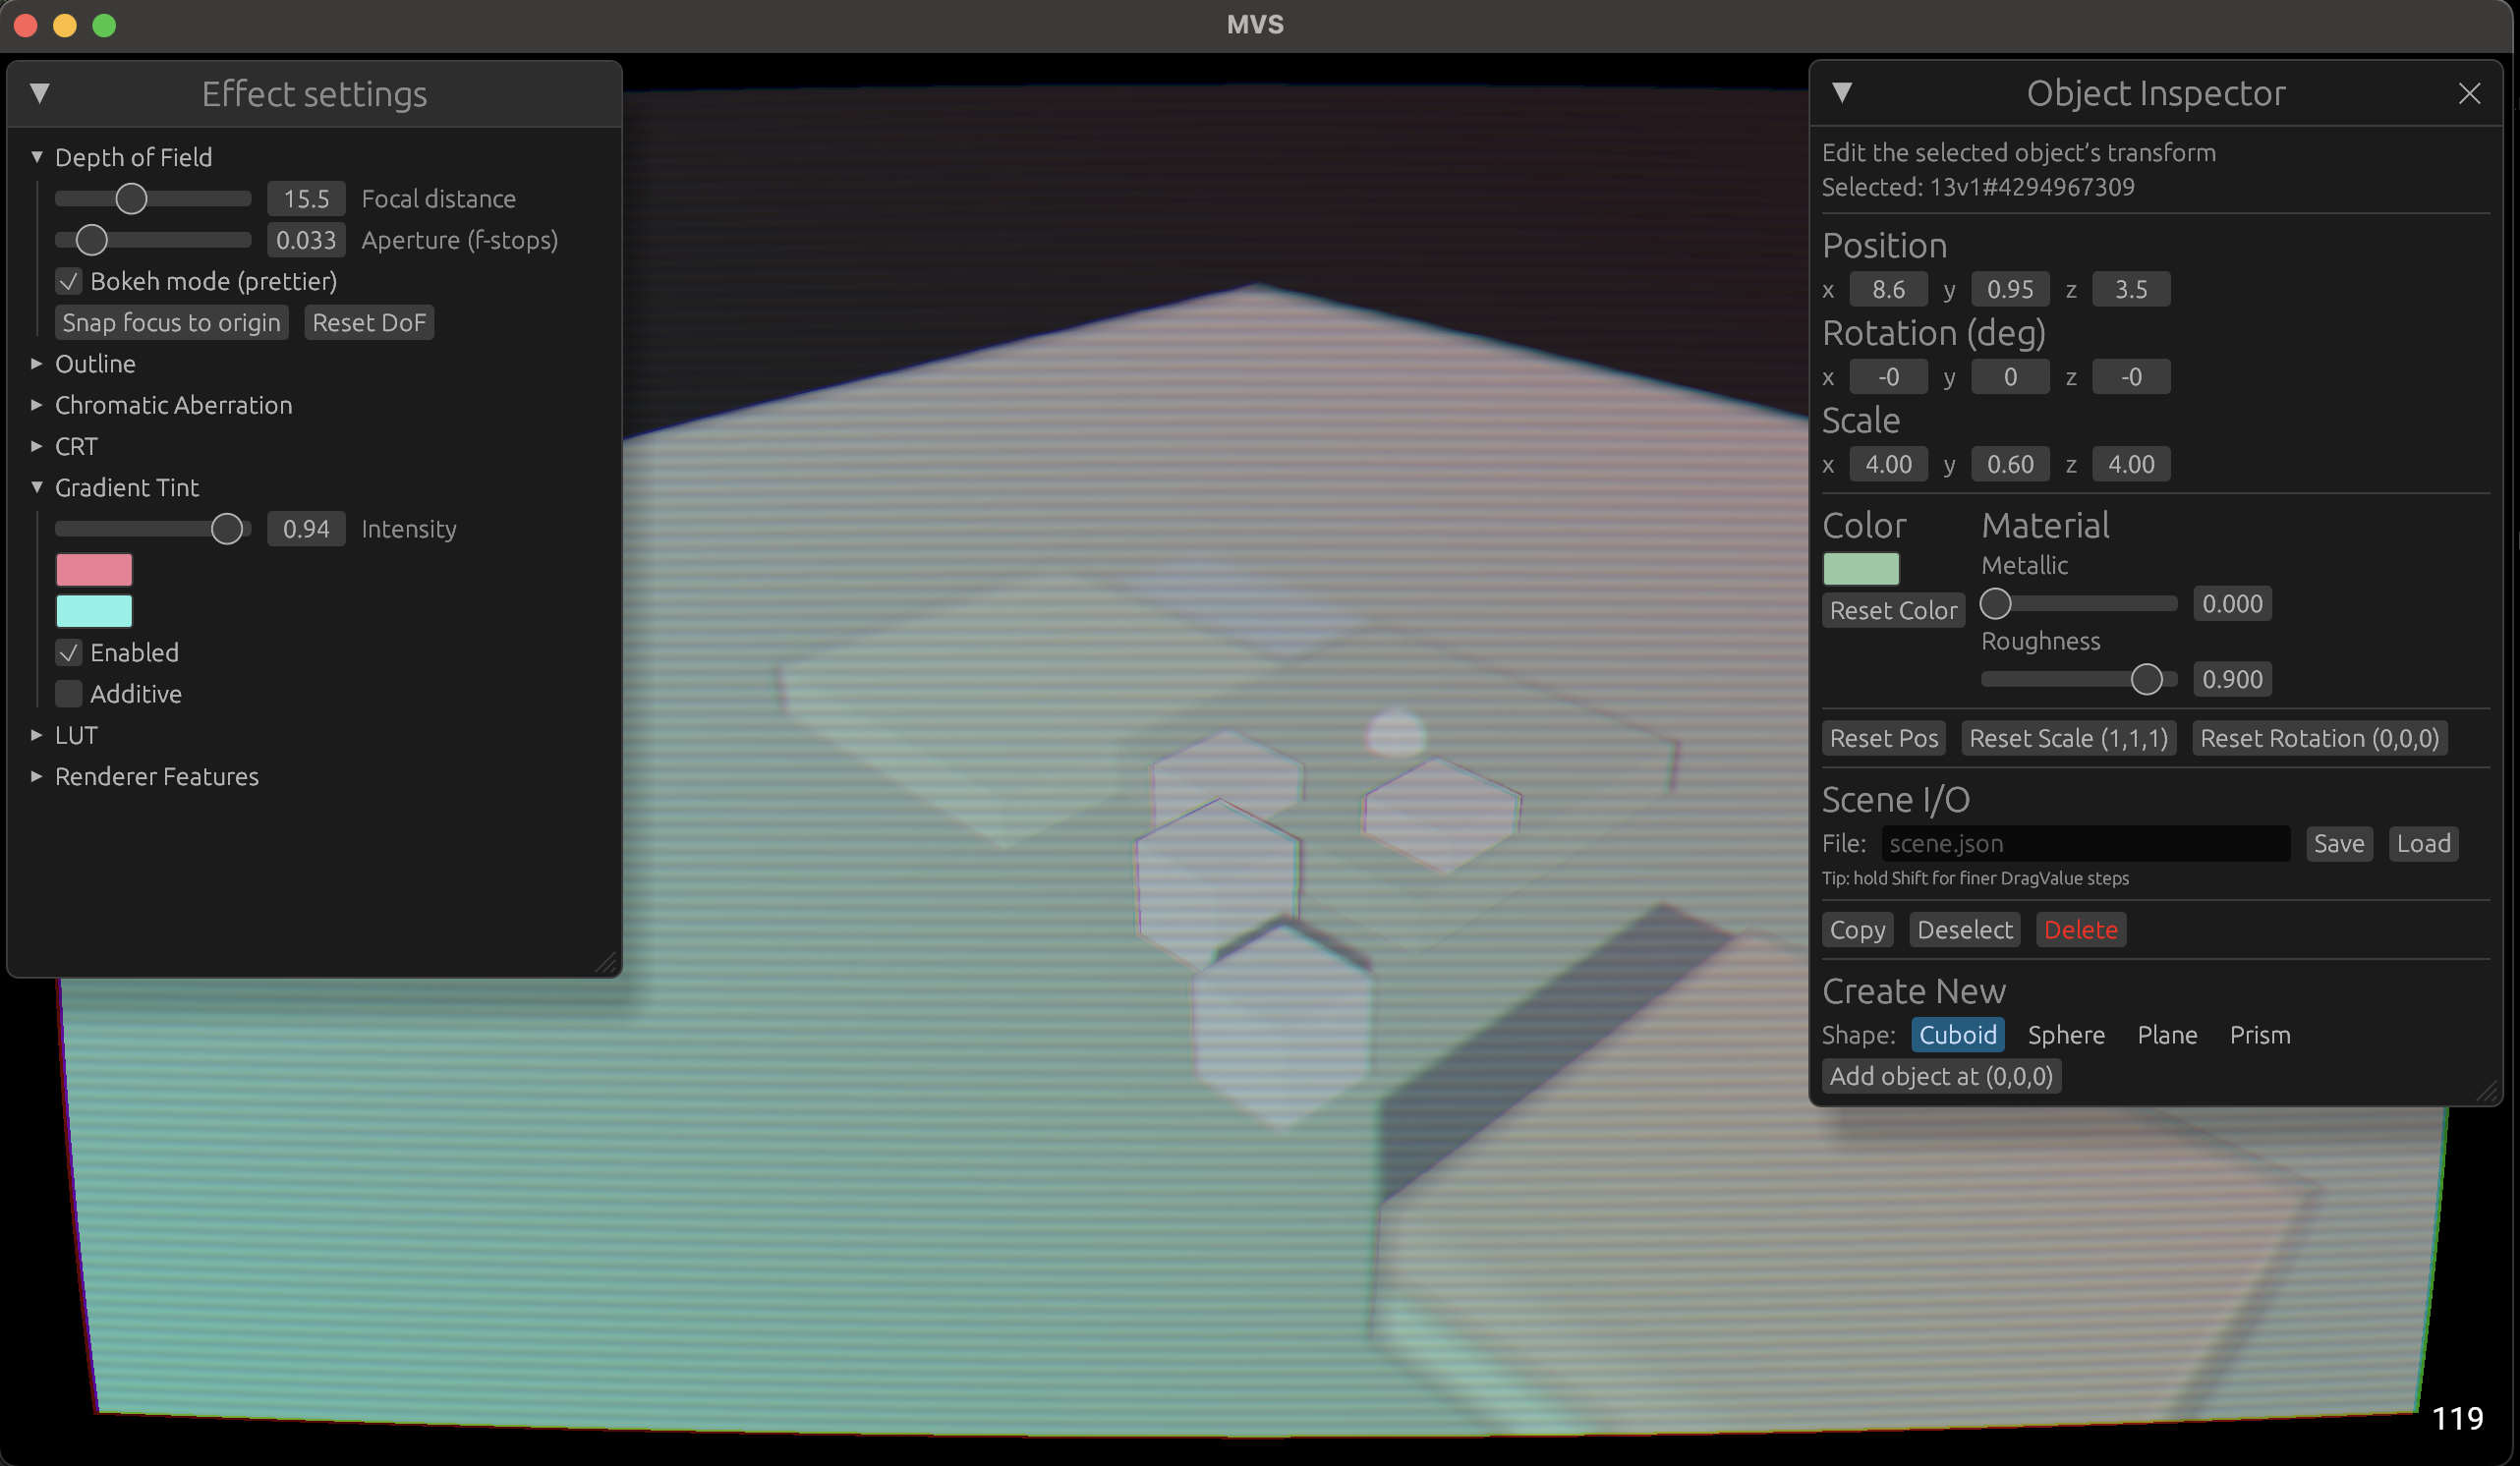 MVS
Effect settings
Depth of Field
15.5 Focal distance
0.033 Aperture (f-stops)
Bokeh mode (prettier)
Snap focus to origin Reset DoF
Outline
Chromatic Aberration
CRT
Gradient Tint
0.94 Intensity
Enabled
Additive
LUT
Renderer Features
Object Inspector
Edit the selected object's transform
Selected: 13v1#4294967309
Position
x 8.6 y 0.95 z 3.5
Rotation (deg)
x -0 y 0 z -0
Scale
x 4.00 y 0.60 z 4.00
Color Material
Metallic
Reset Color 0.000
Roughness
0.900
Reset Pos Reset Scale (1,1,1) Reset Rotation (0,0,0)
Scene I/O
File: scene.json Save Load
Tip: hold Shift for finer DragValue steps
Copy Deselect Delete
Create New
Shape: Cuboid Sphere Plane Prism
Add object at (0,0,0)
119